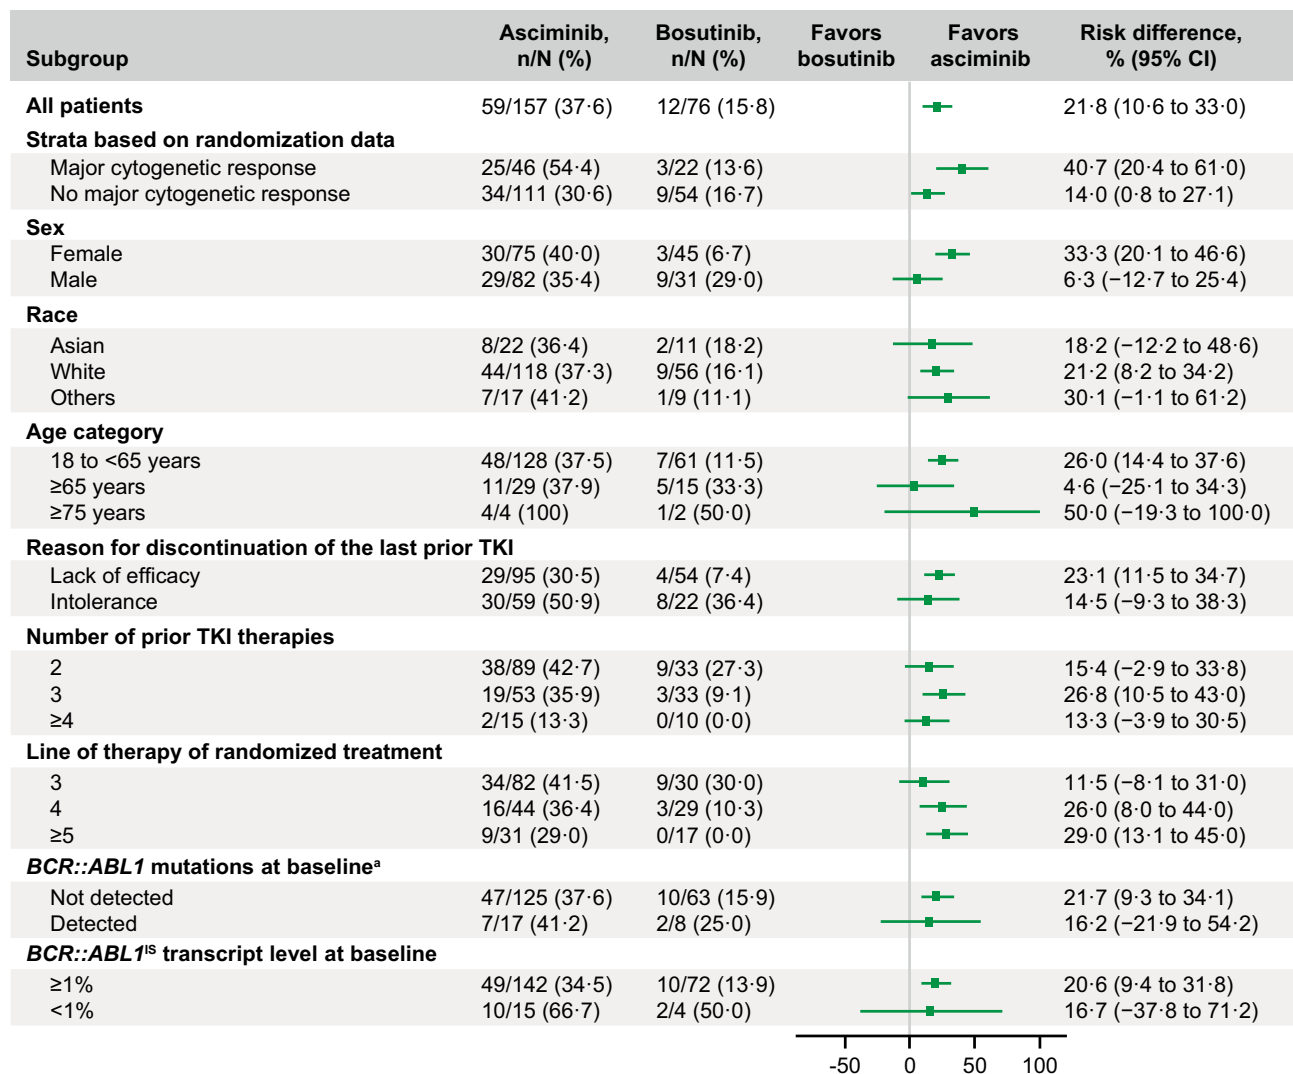 Subgroup Asciminib, n/N (%) Bosutinib, n/N (%) Favors bosutinib Favors asciminib Risk difference, % (95% CI)
All patients 59/157 (37·6) 12/76 (15·8) 21·8 (10·6 to 33·0)
Strata based on randomization data
Major cytogenetic response 25/46 (54·4) 3/22 (13·6) 40·7 (20·4 to 61·0)
No major cytogenetic response 34/111 (30·6) 9/54 (16·7) 14·0 (0·8 to 27·1)
Sex
Female 30/75 (40·0) 3/45 (6·7) 33·3 (20·1 to 46·6)
Male 29/82 (35·4) 9/31 (29·0) 6·3 (−12·7 to 25·4)
Race
Asian 8/22 (36·4) 2/11 (18·2) 18·2 (−12·2 to 48·6)
White 44/118 (37·3) 9/56 (16·1) 21·2 (8·2 to 34·2)
Others 7/17 (41·2) 1/9 (11·1) 30·1 (−1·1 to 61·2)
Age category
18 to <65 years 48/128 (37·5) 7/61 (11·5) 26·0 (14·4 to 37·6)
≥65 years 11/29 (37·9) 5/15 (33·3) 4·6 (−25·1 to 34·3)
≥75 years 4/4 (100) 1/2 (50·0) 50·0 (−19·3 to 100·0)
Reason for discontinuation of the last prior TKI
Lack of efficacy 29/95 (30·5) 4/54 (7·4) 23·1 (11·5 to 34·7)
Intolerance 30/59 (50·9) 8/22 (36·4) 14·5 (−9·3 to 38·3)
Number of prior TKI therapies
2 38/89 (42·7) 9/33 (27·3) 15·4 (−2·9 to 33·8)
3 19/53 (35·9) 3/33 (9·1) 26·8 (10·5 to 43·0)
≥4 2/15 (13·3) 0/10 (0·0) 13·3 (−3·9 to 30·5)
Line of therapy of randomized treatment
3 34/82 (41·5) 9/30 (30·0) 11·5 (−8·1 to 31·0)
4 16/44 (36·4) 3/29 (10·3) 26·0 (8·0 to 44·0)
≥5 9/31 (29·0) 0/17 (0·0) 29·0 (13·1 to 45·0)
BCR::ABL1 mutations at baselineᵃ
Not detected 47/125 (37·6) 10/63 (15·9) 21·7 (9·3 to 34·1)
Detected 7/17 (41·2) 2/8 (25·0) 16·2 (−21·9 to 54·2)
BCR::ABL1ᴵˢ transcript level at baseline
≥1% 49/142 (34·5) 10/72 (13·9) 20·6 (9·4 to 31·8)
<1% 10/15 (66·7) 2/4 (50·0) 16·7 (−37·8 to 71·2)
-50 0 50 100